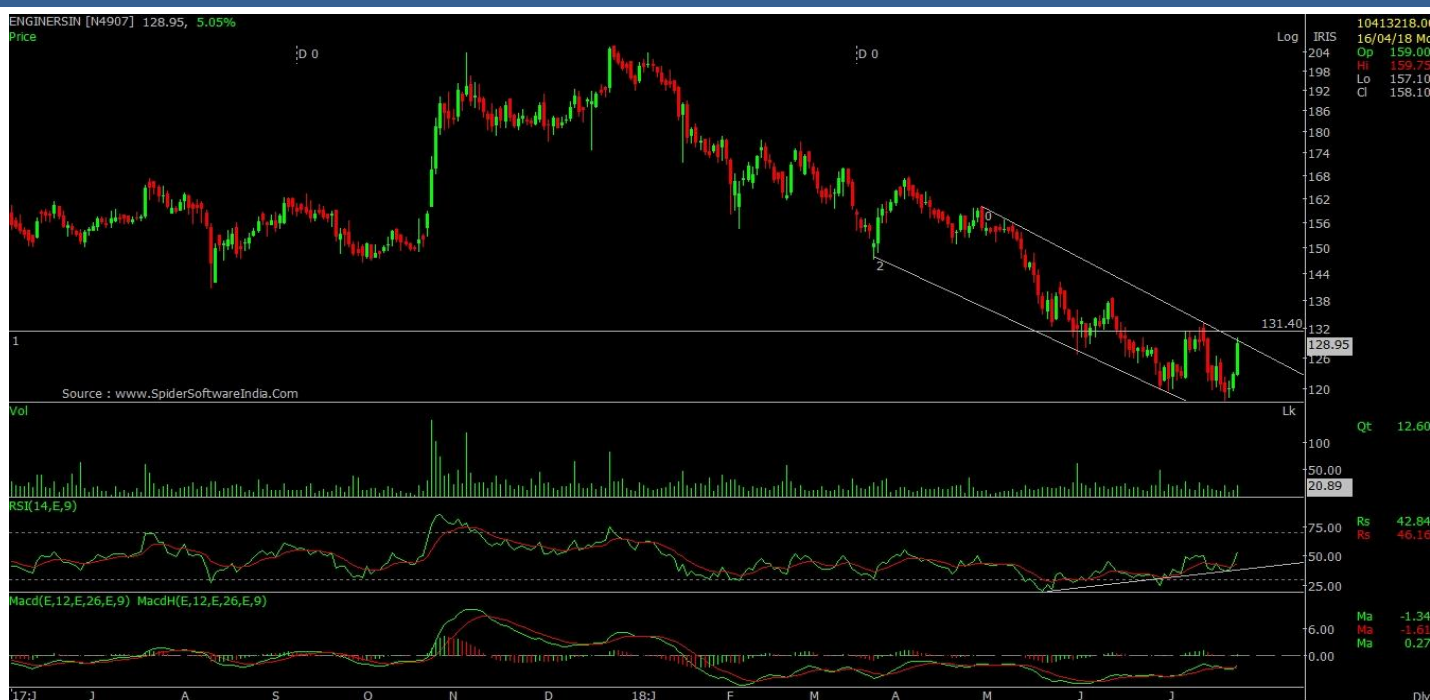 ENGINERSIN [N4907] 128.95, 5.05%
Price
Log
IRIS
D 0
D 0
204
198
192
186
180
174
168
162
156
150
144
138
132
126
120
0
2
131.40
1
128.95
Source : www.SpiderSoftwareIndia.Com
10413218.0
16/04/18 Mo
Op 159.00
Hi 159.75
Lo 157.10
Cl 158.10
Vol
Lk
100
50.00
20.89
Qt 12.60
RSI(14,E,9)
75.00
50.00
25.00
Rs 42.84
Rs 46.16
Macd(E,12,E,26,E,9) MacdH(E,12,E,26,E,9)
6.00
0.00
Ma -1.34
Ma -1.61
Ma 0.27
'17:J J A S O N D '18:J F M A M J J
Dly